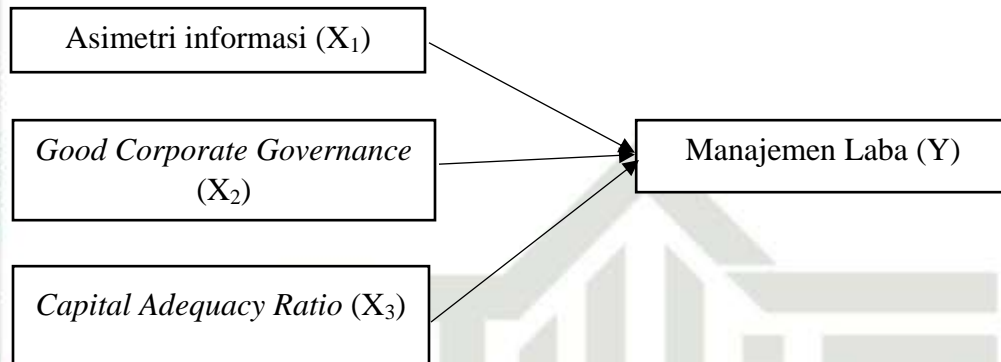 Asimetri informasi (X₁)
Good Corporate Governance
(X₂)
Manajemen Laba (Y)
Capital Adequacy Ratio (X₃)